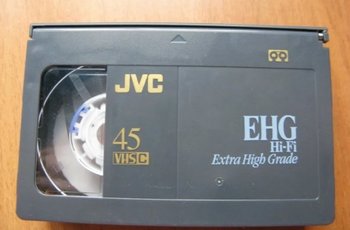 JVC
45
VHS C
EHG
Hi-Fi
Extra High Grade